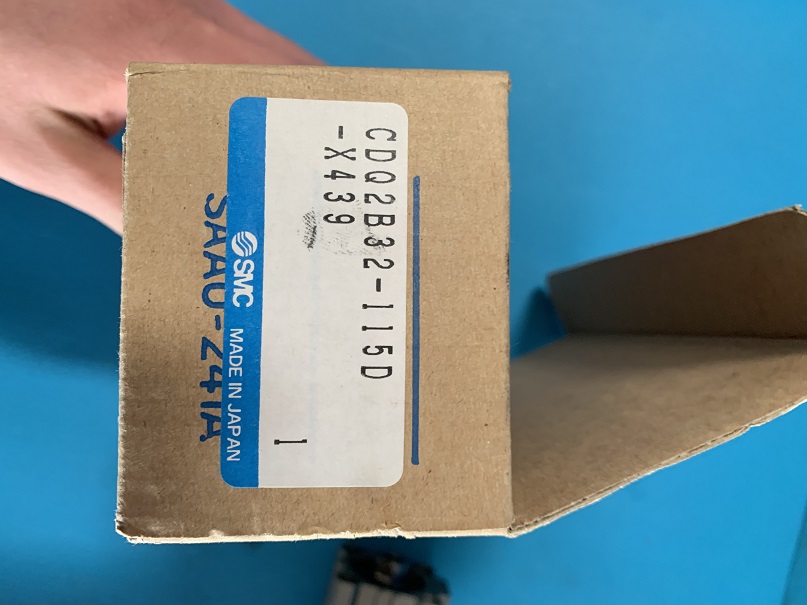 CDQ2B32-115D
-X439
1
SMC MADE IN JAPAN
SAAU-241A